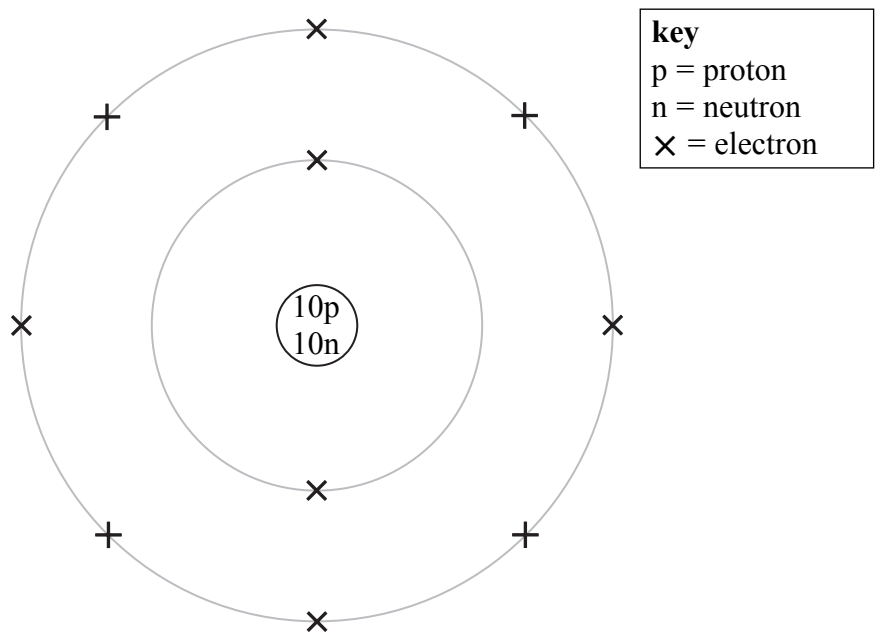 key
p = proton
n = neutron
× = electron
10p
10n